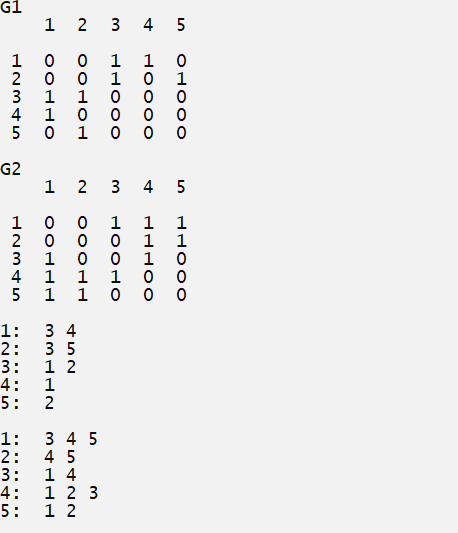 G1
1 2 3 4 5
1 0 0 1 1 0
2 0 0 1 0 1
3 1 1 0 0 0
4 1 0 0 0 0
5 0 1 0 0 0
G2
1 2 3 4 5
1 0 0 1 1 1
2 0 0 0 1 1
3 1 0 0 1 0
4 1 1 1 0 0
5 1 1 0 0 0
1: 3 4
2: 3 5
3: 1 2
4: 1
5: 2
1: 3 4 5
2: 4 5
3: 1 4
4: 1 2 3
5: 1 2